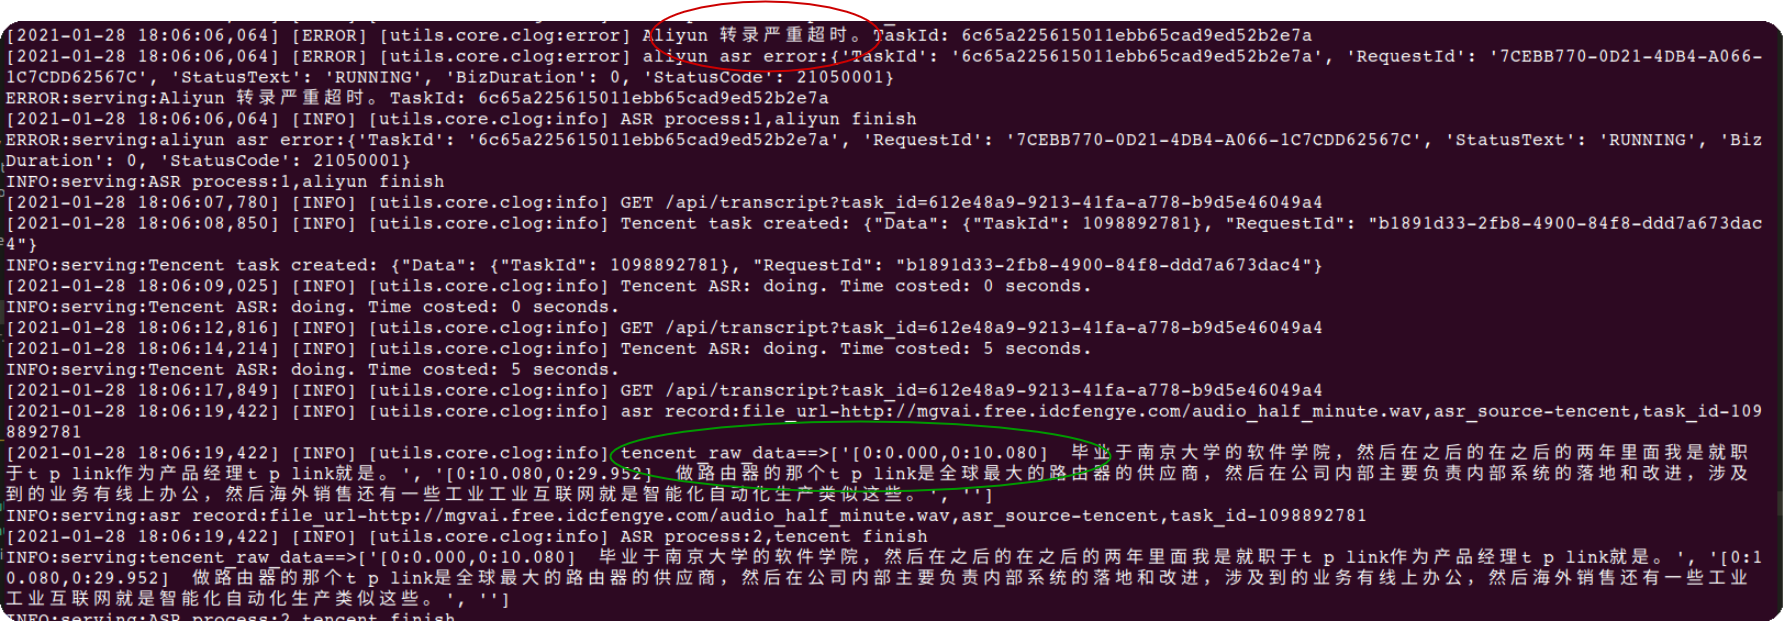 [2021-01-28 18:06:06,064] [ERROR] [utils.core.clog:error] Aliyun 转录严重超时。TaskId: 6c65a225615011ebb65cad9ed52b2e7a
[2021-01-28 18:06:06,064] [ERROR] [utils.core.clog:error] aliyun asr error:{'TaskId': '6c65a225615011ebb65cad9ed52b2e7a', 'RequestId': '7CEBB770-0D21-4DB4-A066-
1C7CDD62567C', 'StatusText': 'RUNNING', 'BizDuration': 0, 'StatusCode': 21050001}
ERROR:serving:Aliyun 转录严重超时。TaskId: 6c65a225615011ebb65cad9ed52b2e7a
[2021-01-28 18:06:06,064] [INFO] [utils.core.clog:info] ASR process:1,aliyun finish
ERROR:serving:aliyun asr error:{'TaskId': '6c65a225615011ebb65cad9ed52b2e7a', 'RequestId': '7CEBB770-0D21-4DB4-A066-1C7CDD62567C', 'StatusText': 'RUNNING', 'Biz
Duration': 0, 'StatusCode': 21050001}
INFO:serving:ASR process:1,aliyun finish
[2021-01-28 18:06:07,780] [INFO] [utils.core.clog:info] GET /api/transcript?task_id=612e48a9-9213-41fa-a778-b9d5e46049a4
[2021-01-28 18:06:08,850] [INFO] [utils.core.clog:info] Tencent task created: {"Data": {"TaskId": 1098892781}, "RequestId": "b1891d33-2fb8-4900-84f8-ddd7a673dac
4"}
INFO:serving:Tencent task created: {"Data": {"TaskId": 1098892781}, "RequestId": "b1891d33-2fb8-4900-84f8-ddd7a673dac4"}
[2021-01-28 18:06:09,025] [INFO] [utils.core.clog:info] Tencent ASR: doing. Time costed: 0 seconds.
INFO:serving:Tencent ASR: doing. Time costed: 0 seconds.
[2021-01-28 18:06:12,816] [INFO] [utils.core.clog:info] GET /api/transcript?task_id=612e48a9-9213-41fa-a778-b9d5e46049a4
[2021-01-28 18:06:14,214] [INFO] [utils.core.clog:info] Tencent ASR: doing. Time costed: 5 seconds.
INFO:serving:Tencent ASR: doing. Time costed: 5 seconds.
[2021-01-28 18:06:17,849] [INFO] [utils.core.clog:info] GET /api/transcript?task_id=612e48a9-9213-41fa-a778-b9d5e46049a4
[2021-01-28 18:06:19,422] [INFO] [utils.core.clog:info] asr record:file_url-http://mgvai.free.idcfengye.com/audio_half_minute.wav,asr_source-tencent,task_id-109
8892781
[2021-01-28 18:06:19,422] [INFO] [utils.core.clog:info] tencent_raw_data==>['[0:0.000,0:10.080]  毕业于南京大学的软件学院，然后在之后的在之后的两年里面我是就职
于t p link作为产品经理t p link就是。', '[0:10.080,0:29.952]  做路由器的那个t p link是全球最大的路由器的供应商，然后在公司内部主要负责内部系统的落地和改进，涉及
到的业务有线上办公，然后海外销售还有一些工业工业互联网就是智能化自动化生产类似这些。', '']
INFO:serving:asr record:file_url-http://mgvai.free.idcfengye.com/audio_half_minute.wav,asr_source-tencent,task_id-1098892781
[2021-01-28 18:06:19,422] [INFO] [utils.core.clog:info] ASR process:2,tencent finish
INFO:serving:tencent_raw_data==>['[0:0.000,0:10.080]  毕业于南京大学的软件学院，然后在之后的在之后的两年里面我是就职于t p link作为产品经理t p link就是。', '[0:1
0.080,0:29.952]  做路由器的那个t p link是全球最大的路由器的供应商，然后在公司内部主要负责内部系统的落地和改进，涉及到的业务有线上办公，然后海外销售还有一些工业
工业互联网就是智能化自动化生产类似这些。', '']
INFO:serving:ASR process:2,tencent finish